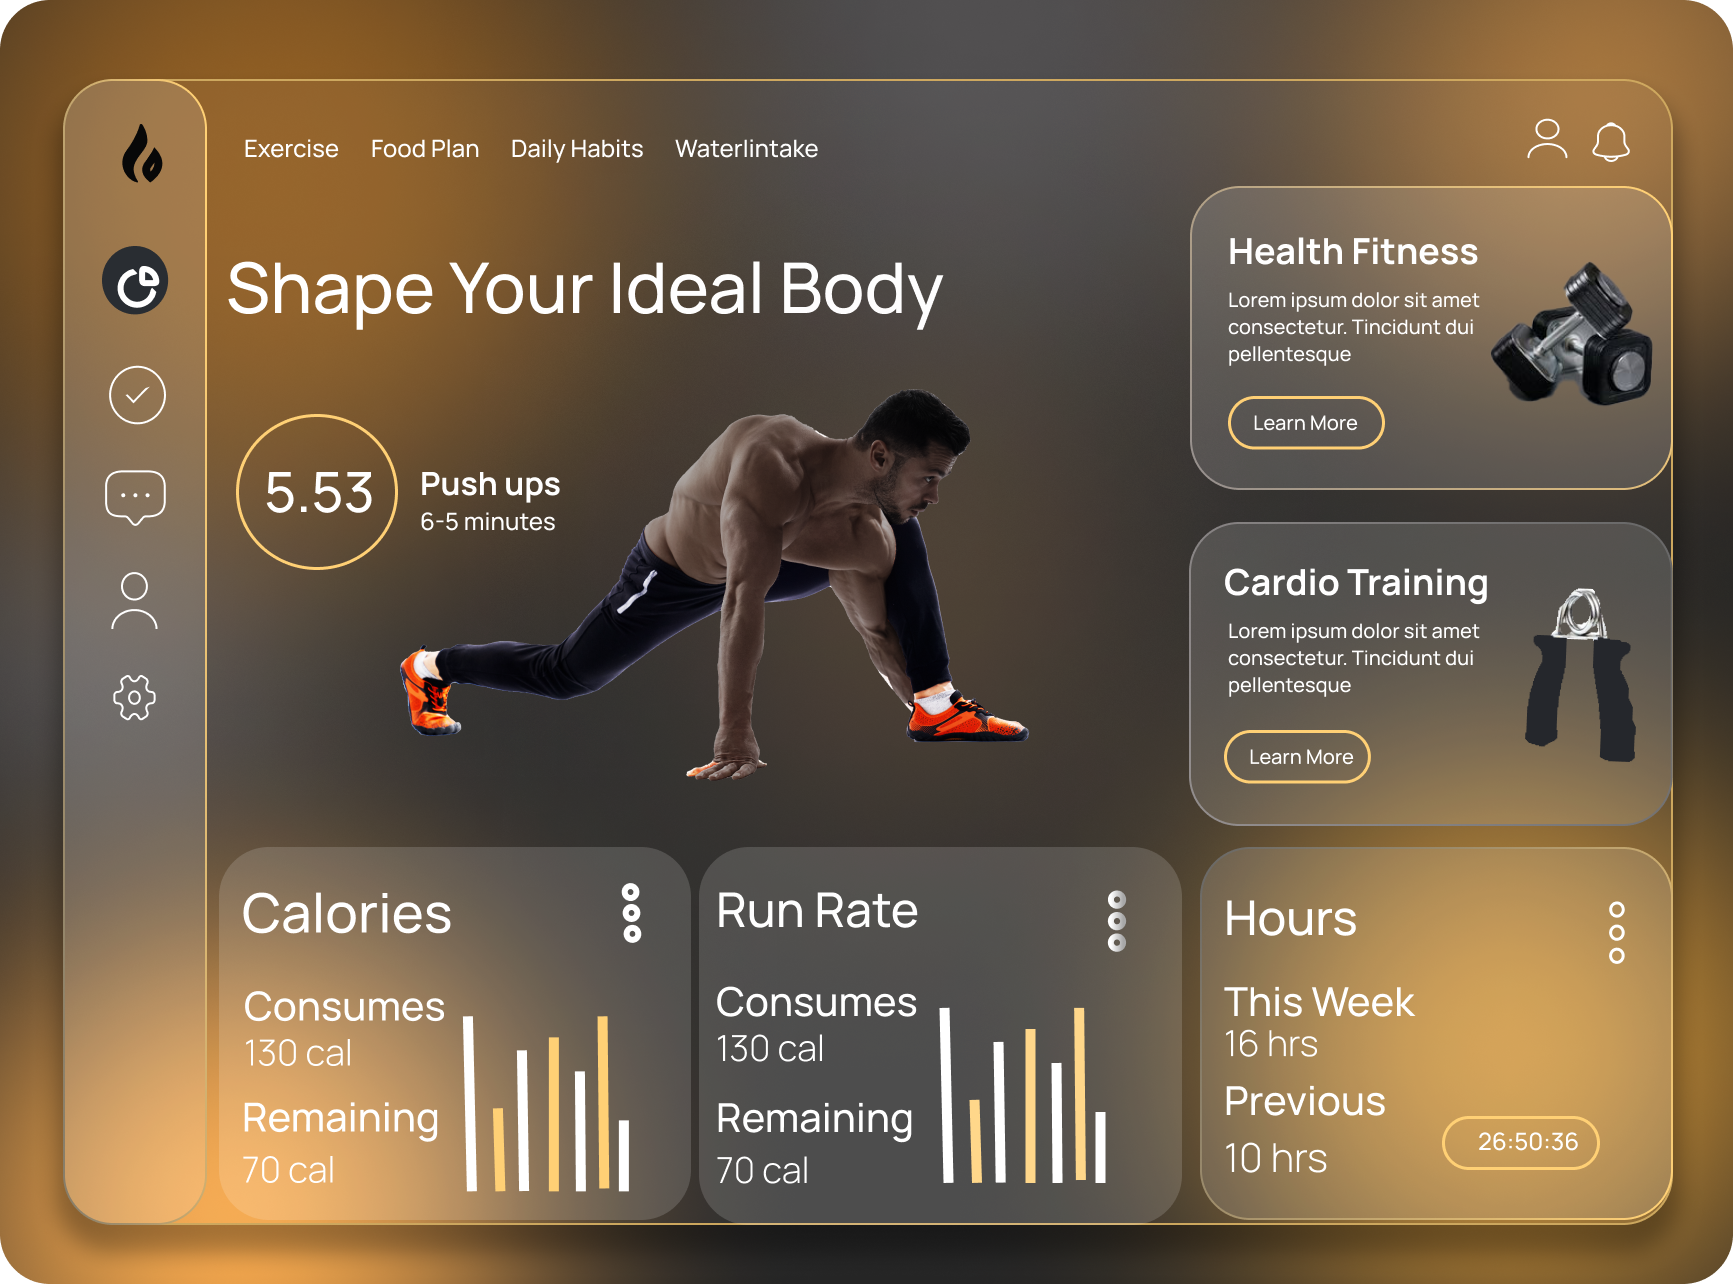 Exercise Food Plan Daily Habits Waterlintake
Shape Your Ideal Body
5.53
Push ups
6-5 minutes
Health Fitness
Lorem ipsum dolor sit amet
consectetur. Tincidunt dui
pellentesque
Learn More
Cardio Training
Lorem ipsum dolor sit amet
consectetur. Tincidunt dui
pellentesque
Learn More
Calories
Consumes
130 cal
Remaining
70 cal
Run Rate
Consumes
130 cal
Remaining
70 cal
Hours
This Week
16 hrs
Previous
10 hrs
26:50:36